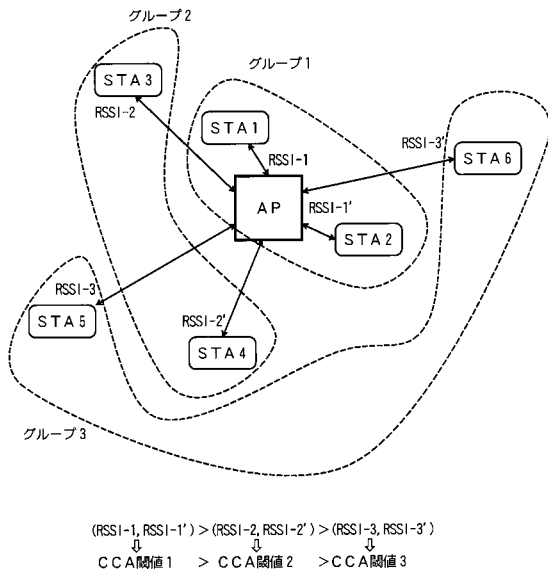 グループ2
グループ1
STA3
RSSI-2
STA1
RSSI-1
RSSI-3'
STA6
AP
RSSI-1'
STA2
RSSI-3
STA5
RSSI-2'
STA4
グループ3
(RSSI-1, RSSI-1') > (RSSI-2, RSSI-2') > (RSSI-3, RSSI-3')
⇩ ⇩ ⇩
CCA閾値1 > CCA閾値2 > CCA閾値3